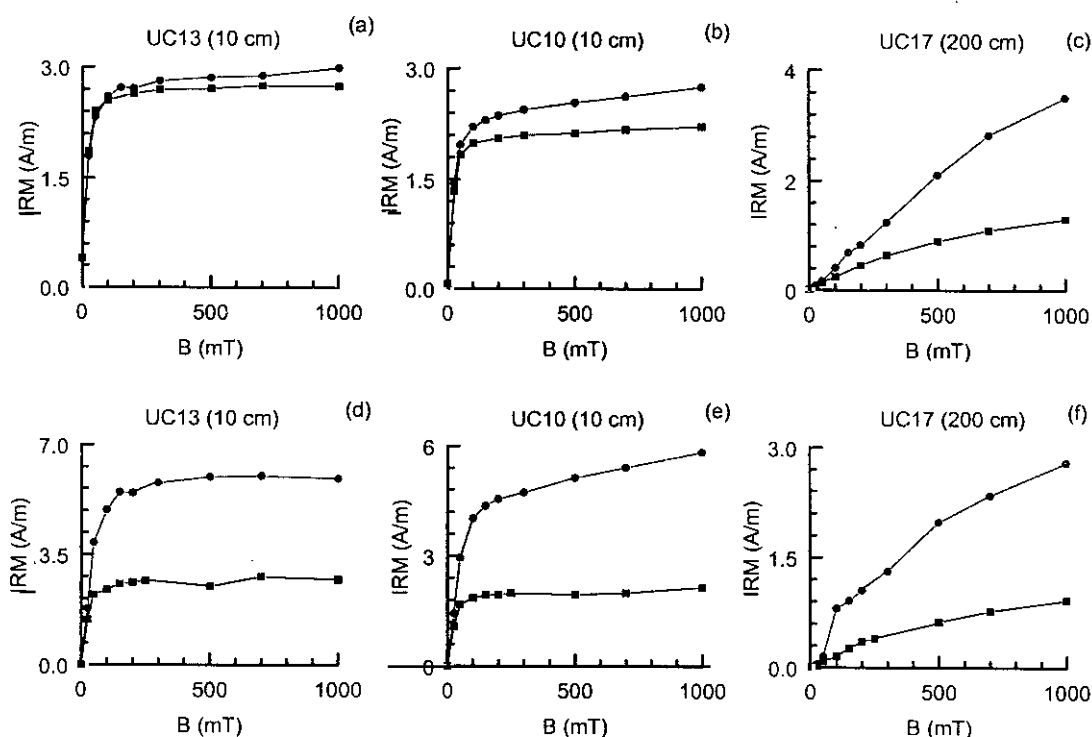 UC13 (10 cm)
(a)
3.0
1.5
0.0
IRM (A/m)
0
500
1000
B (mT)
UC10 (10 cm)
(b)
3.0
1.5
0.0
IRM (A/m)
0
500
1000
B (mT)
UC17 (200 cm)
(c)
4
2
0
IRM (A/m)
0
500
1000
B (mT)
UC13 (10 cm)
(d)
7.0
3.5
0.0
IRM (A/m)
0
500
1000
B (mT)
UC10 (10 cm)
(e)
6
3
0
IRM (A/m)
0
500
1000
B (mT)
UC17 (200 cm)
(f)
3.0
1.5
0.0
IRM (A/m)
0
500
1000
B (mT)